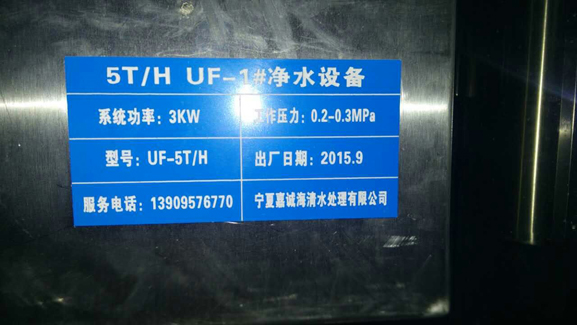 5T/H UF-1#净水设备
系统功率: 3KW 工作压力: 0.2-0.3MPa
型号: UF-5T/H 出厂日期: 2015.9
服务电话: 13909576770 宁夏嘉诚海清水处理有限公司